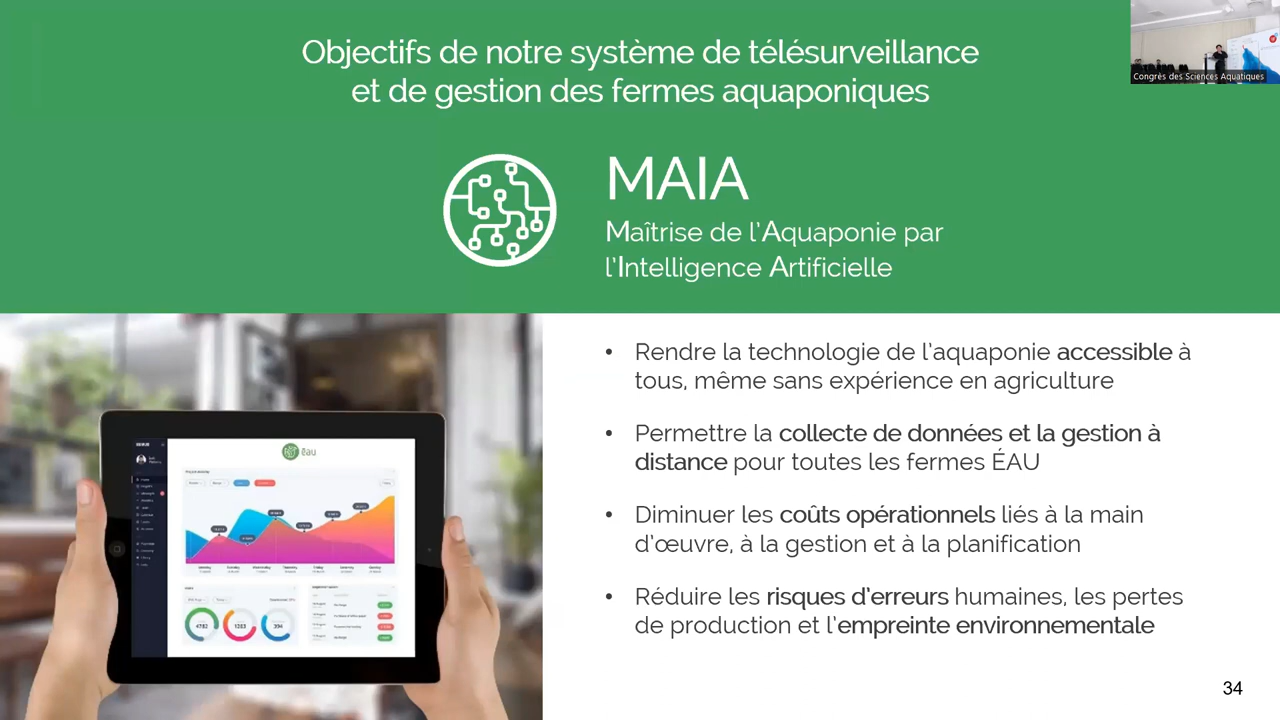 Objectifs de notre système de télésurveillance
et de gestion des fermes aquaponiques
Congrès des Sciences Aquatiques
MAIA
Maîtrise de l'Aquaponie par
l'Intelligence Artificielle
• Rendre la technologie de l'aquaponie accessible à
tous, même sans expérience en agriculture
• Permettre la collecte de données et la gestion à
distance pour toutes les fermes ÉAU
• Diminuer les coûts opérationnels liés à la main
d'œuvre, à la gestion et à la planification
• Réduire les risques d'erreurs humaines, les pertes
de production et l'empreinte environnementale
ēau
4762
1253
394
34